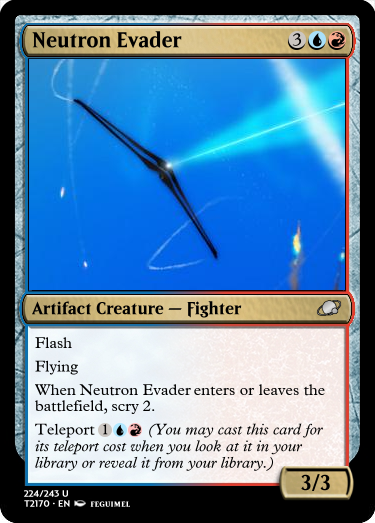 Neutron Evader 3
Artifact Creature — Fighter
Flash
Flying
When Neutron Evader enters or leaves the
battlefield, scry 2.
Teleport 1 (You may cast this card for
its teleport cost when you look at it in your
library or reveal it from your library.)
3/3
224/243 U
T2170 • EN FEGUIMEL